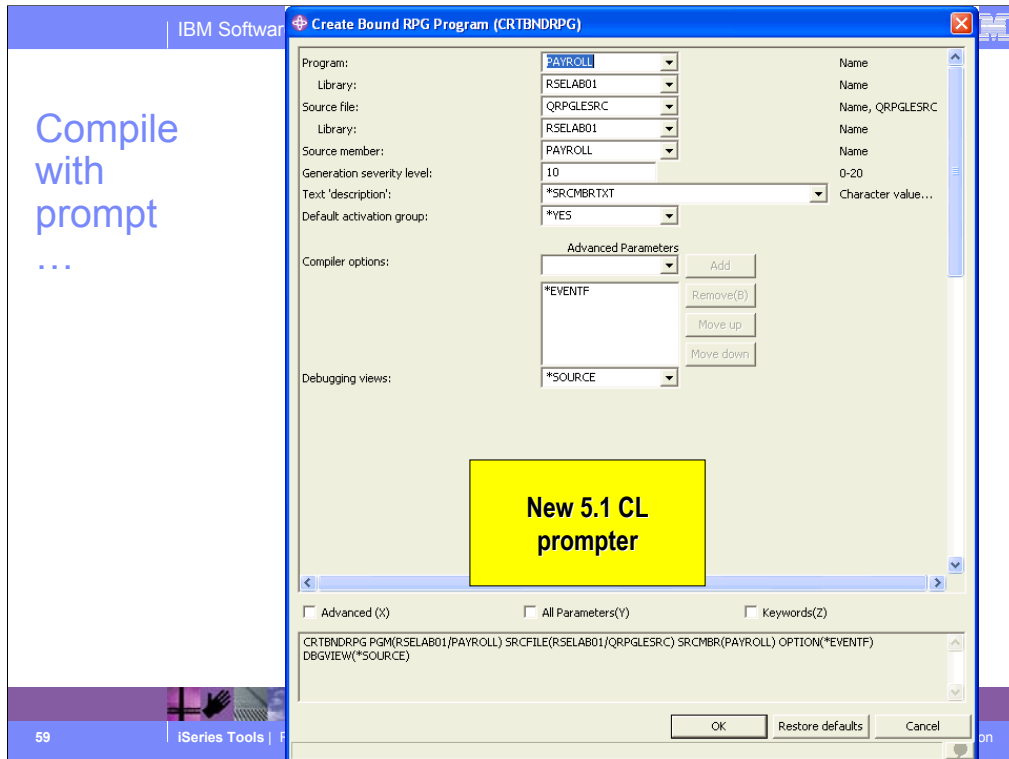 IBM Softwar
Create Bound RPG Program (CRTBNDRPG)
Compile
with
prompt
…
Program: PAYROLL Name
Library: RSELAB01 Name
Source file: QRPGLESRC Name, QRPGLESRC
Library: RSELAB01 Name
Source member: PAYROLL Name
Generation severity level: 10 0-20
Text 'description': *SRCMBRTXT Character value...
Default activation group: *YES
Advanced Parameters
Compiler options: Add
*EVENTF Remove(B)
Move up
Move down
Debugging views: *SOURCE
New 5.1 CL
prompter
Advanced (X) All Parameters(Y) Keywords(Z)
CRTBNDRPG PGM(RSELAB01/PAYROLL) SRCFILE(RSELAB01/QRPGLESRC) SRCMBR(PAYROLL) OPTION(*EVENTF)
DBGVIEW(*SOURCE)
OK Restore defaults Cancel
59 iSeries Tools | on